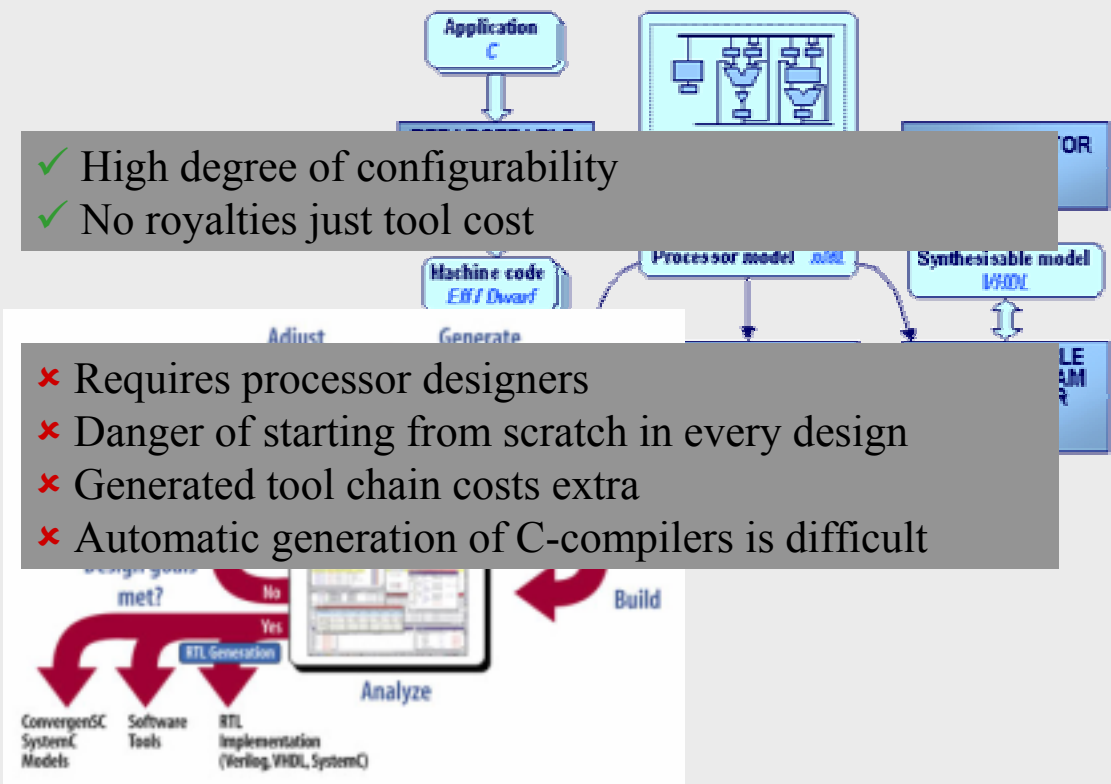 Application
C
✓ High degree of configurability
✓ No royalties just tool cost
Processor model
Synthesisable model
VHDL
Machine code
Elf / Dwarf
Adjust
Generate
✗ Requires processor designers
✗ Danger of starting from scratch in every design
✗ Generated tool chain costs extra
✗ Automatic generation of C-compilers is difficult
met?
No
Yes
Build
RTL Generation
Analyze
ConvergenSC
SystemC
Models
Software
Tools
RTL
Implementation
(Verilog, VHDL, SystemC)